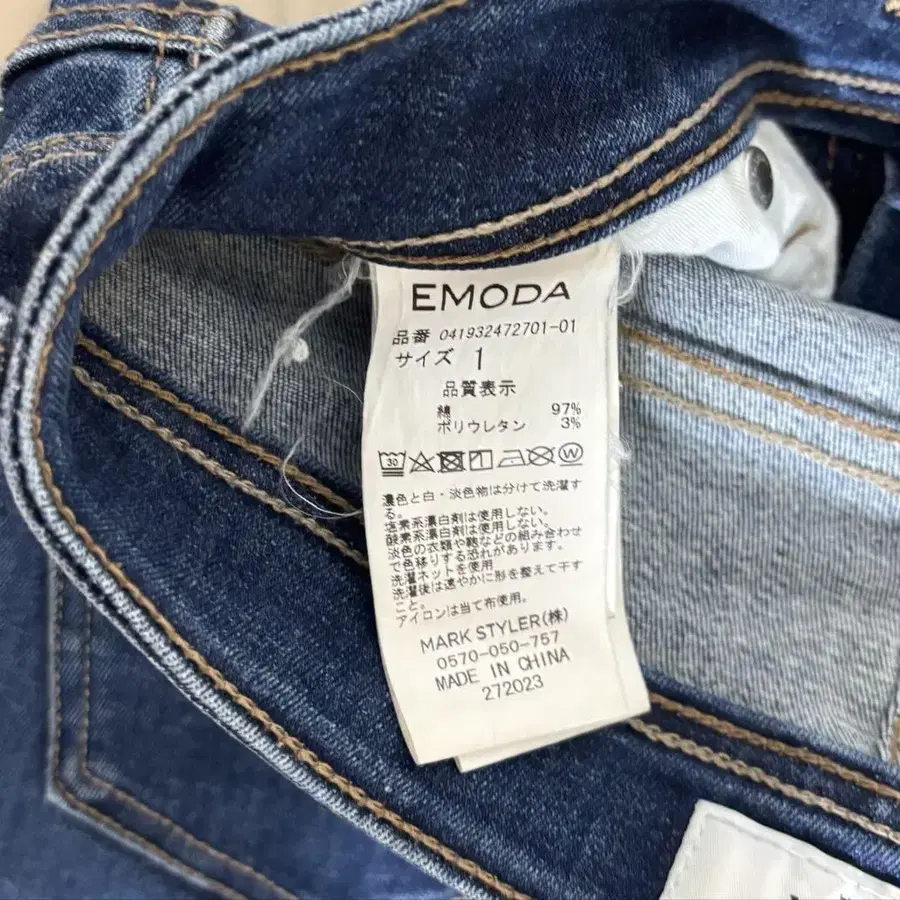 EMODA
品番 041932472701-01
サイズ 1
品質表示
綿 97%
ポリウレタン 3%
30 W
濃色と白・淡色物は分けて洗濯す
る。
塩素系漂白剤は使用しない。
酸素系漂白剤は使用しない。
淡色の衣類や鞄などの組み合わせ
で色移りする恐れがあります。
洗濯ネットを使用
洗濯後は速やかに形を整えて干す
こと。
アイロンは当て布使用。
MARK STYLER(株)
0570-050-757
MADE IN CHINA
272023